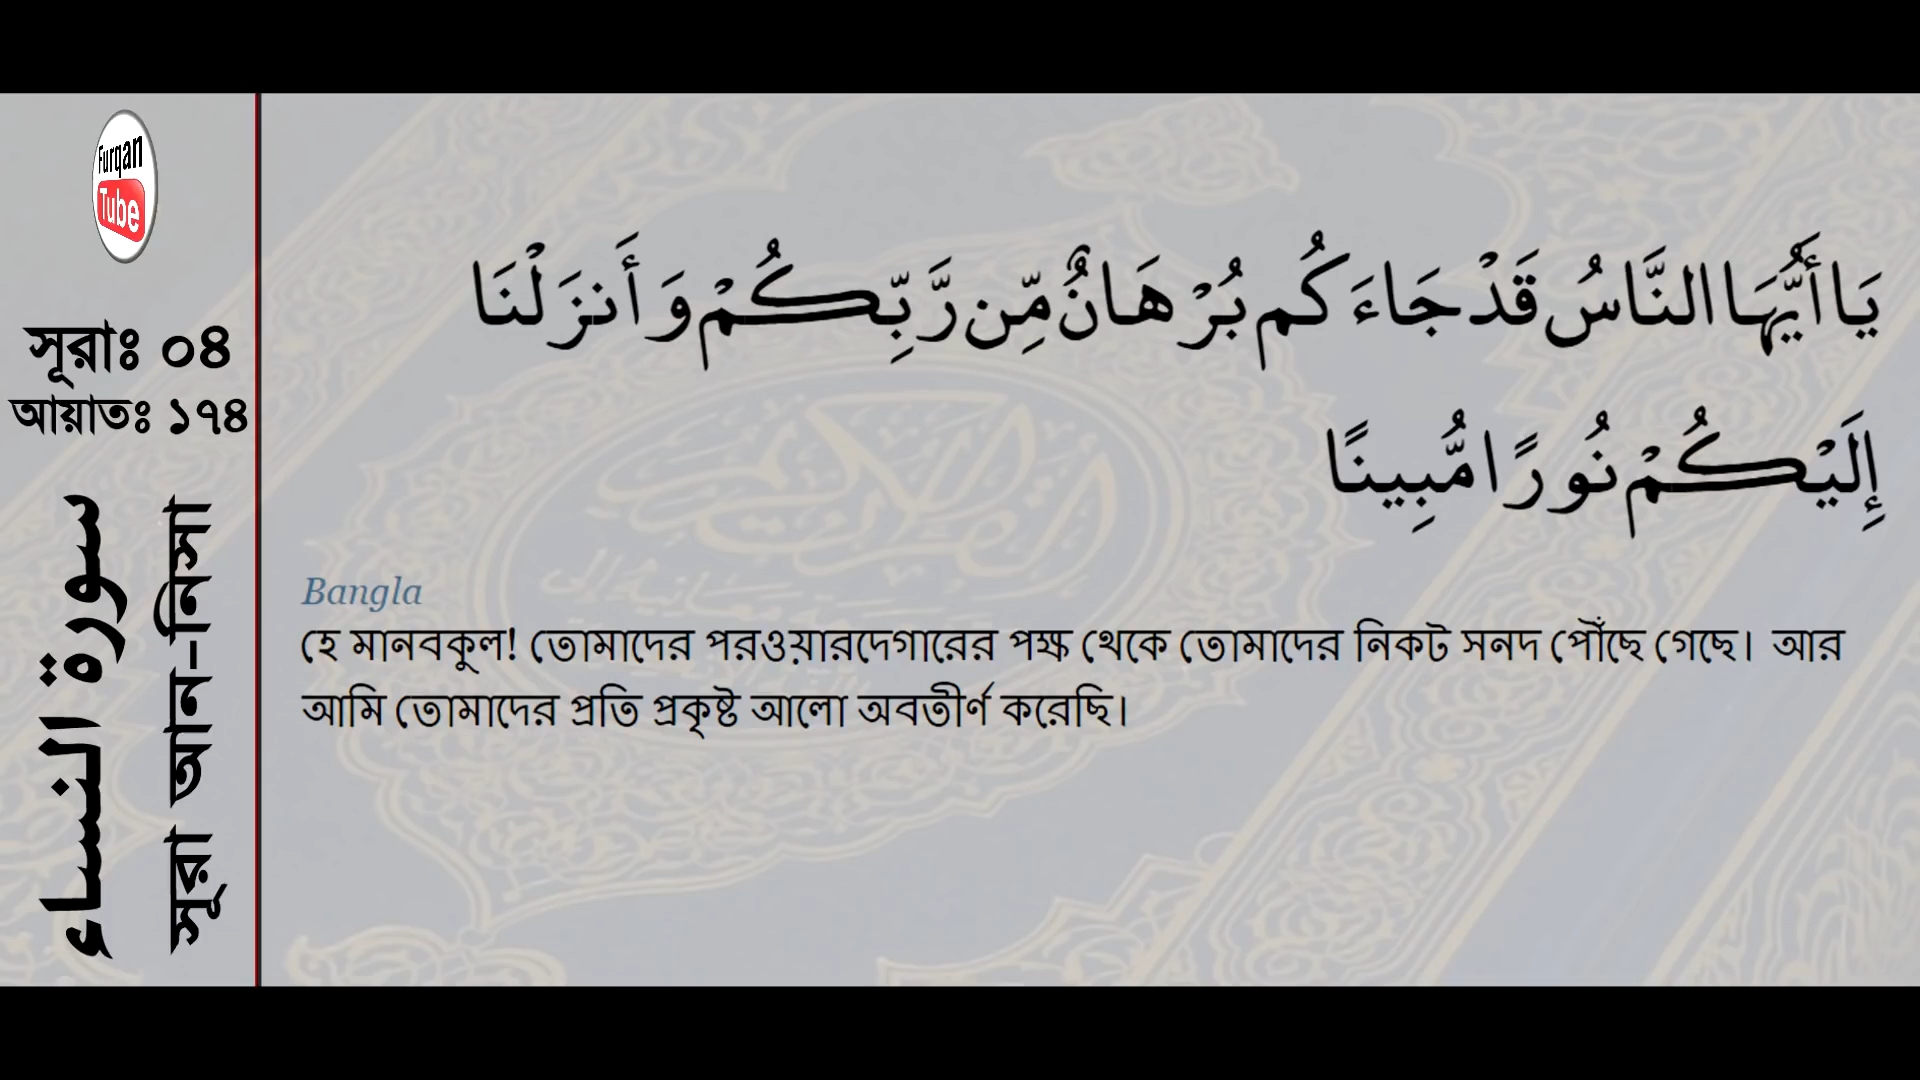 Furqan
Tube
সূরাঃ ০৪
আয়াতঃ ১৭৪
سورة النساء
সূরা আন-নিসা
يَا أَيُّهَا النَّاسُ قَدْ جَاءَكُم بُرْهَانٌ مِّن رَّبِّكُمْ وَأَنزَلْنَا
إِلَيْكُمْ نُورًا مُّبِينًا
Bangla
হে মানবকুল! তোমাদের পরওয়ারদেগারের পক্ষ থেকে তোমাদের নিকট সনদ পৌঁছে গেছে। আর
আমি তোমাদের প্রতি প্রকৃষ্ট আলো অবতীর্ণ করেছি।